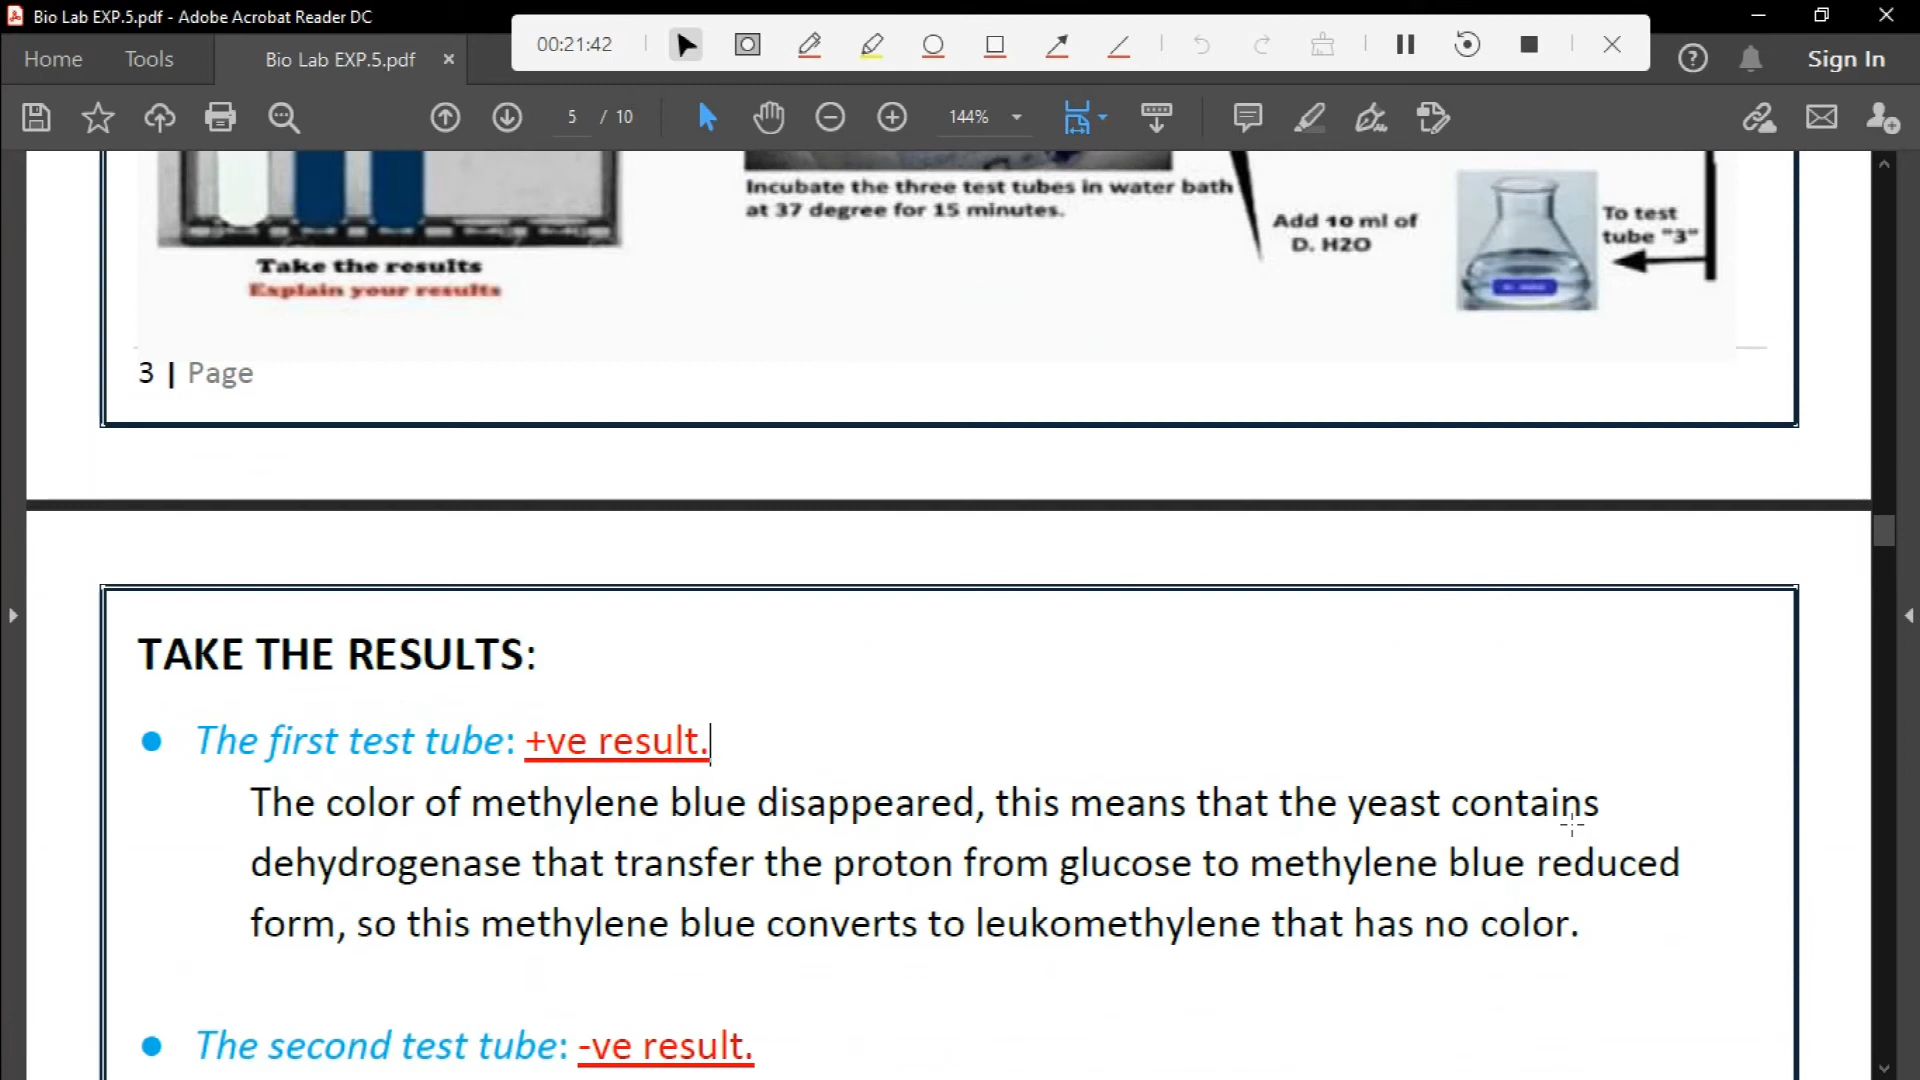 Bio Lab EXP.5.pdf - Adobe Acrobat Reader DC
00:21:42
Home Tools Bio Lab EXP.5.pdf
Sign In
5 / 10 144%
Incubate the three test tubes in water bath
at 37 degree for 15 minutes.
Add 10 ml of
D. H2O
To test
tube "3"
Take the results
Explain your results
3 | Page
TAKE THE RESULTS:
The first test tube: +ve result.
The color of methylene blue disappeared, this means that the yeast contains
dehydrogenase that transfer the proton from glucose to methylene blue reduced
form, so this methylene blue converts to leukomethylene that has no color.
The second test tube: -ve result.